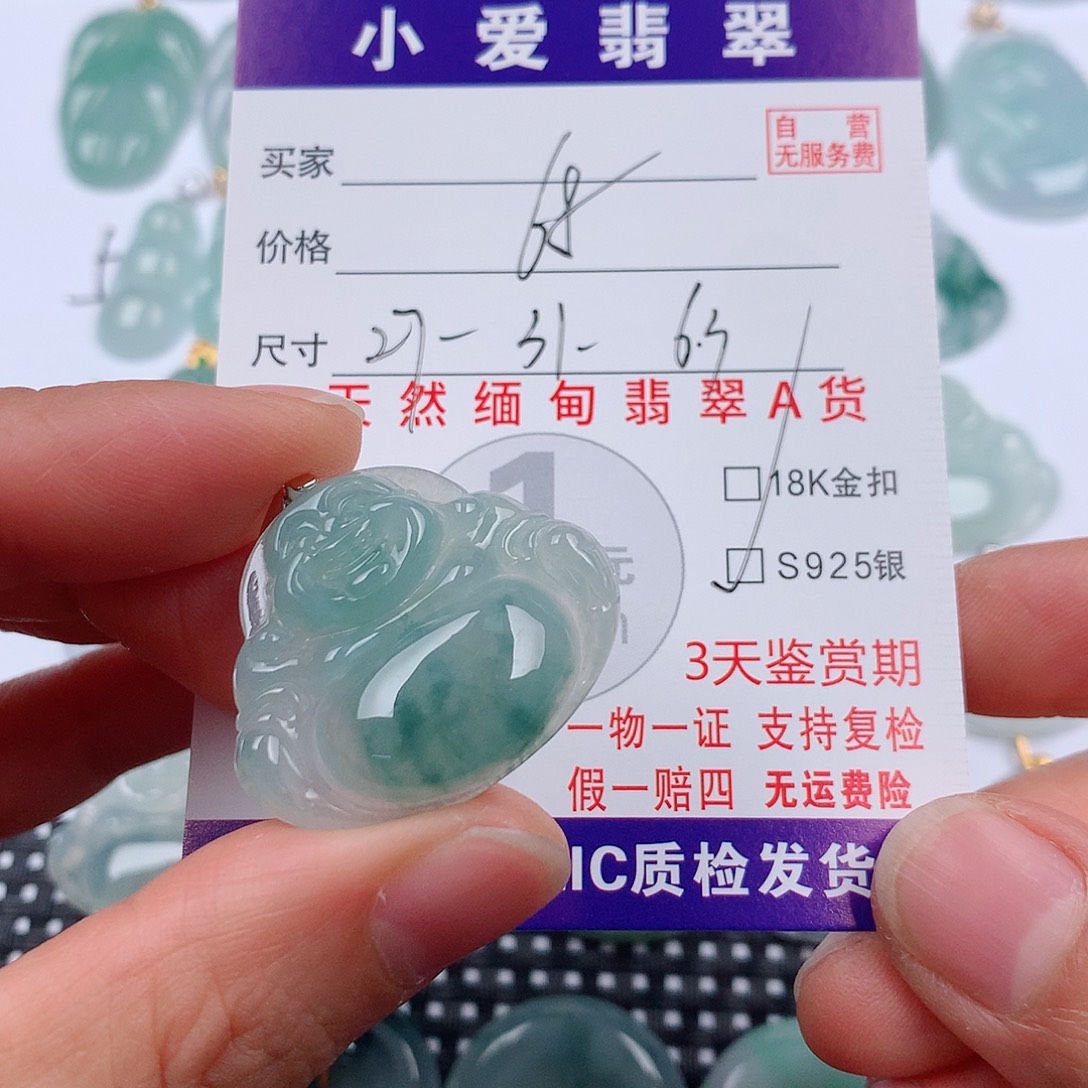 小爱翡翠
自营
无服务费
买家
价格 68
尺寸 27-31-6.5
天然缅甸翡翠A货
1
元
18K金扣
S925银
3天鉴赏期
一物一证 支持复检
假一赔四 无运费险
IC质检发货